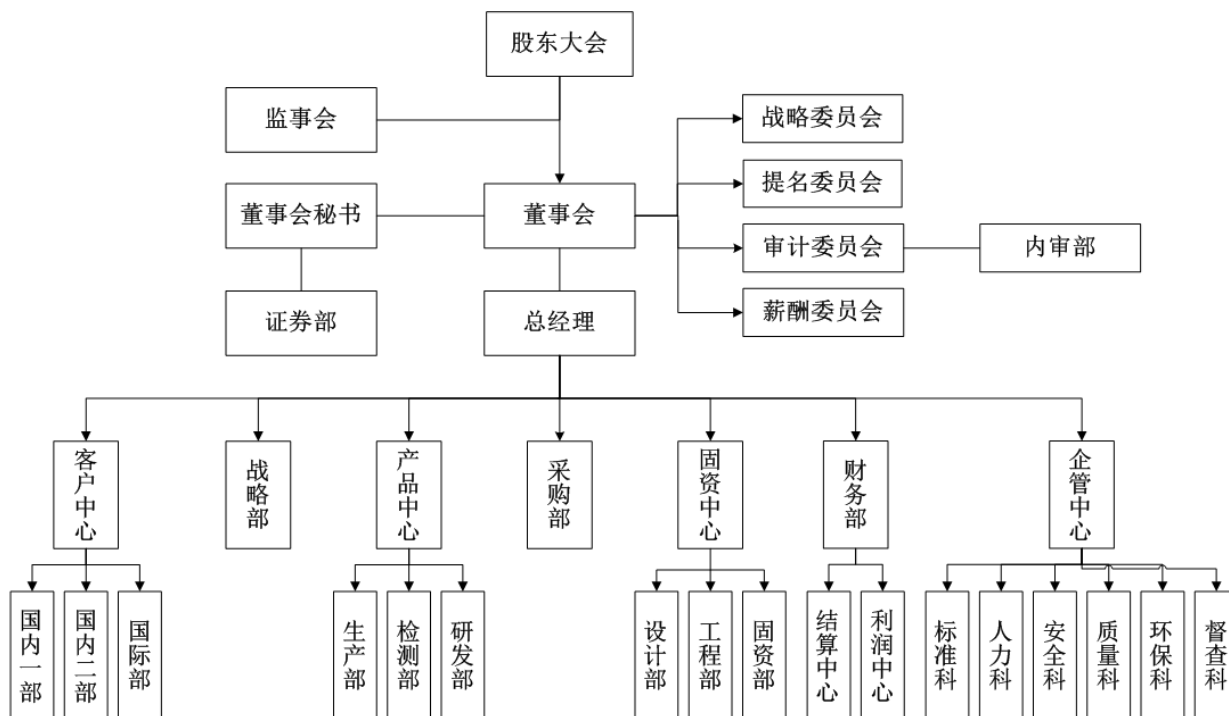 股东大会
监事会
战略委员会
提名委员会
董事会秘书
董事会
审计委员会
内审部
证券部
总经理
薪酬委员会
客户中心
战略部
产品中心
采购部
固资中心
财务部
企管中心
国内一部
国内二部
国际部
生产部
检测部
研发部
设计部
工程部
固资部
结算中心
利润中心
标准科
人力科
安全科
质量科
环保科
督查科